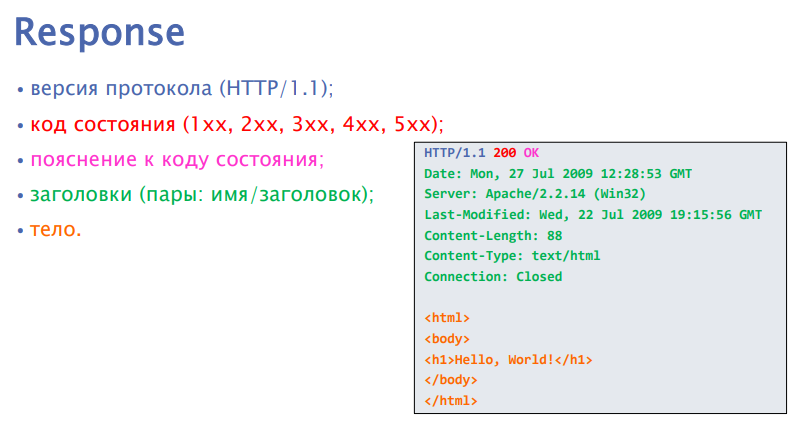 Response
• версия протокола (HTTP/1.1);
• код состояния (1xx, 2xx, 3xx, 4xx, 5xx);
• пояснение к коду состояния;
• заголовки (пары: имя/заголовок);
• тело.
HTTP/1.1 200 OK
Date: Mon, 27 Jul 2009 12:28:53 GMT
Server: Apache/2.2.14 (Win32)
Last-Modified: Wed, 22 Jul 2009 19:15:56 GMT
Content-Length: 88
Content-Type: text/html
Connection: Closed

<html>
<body>
<h1>Hello, World!</h1>
</body>
</html>